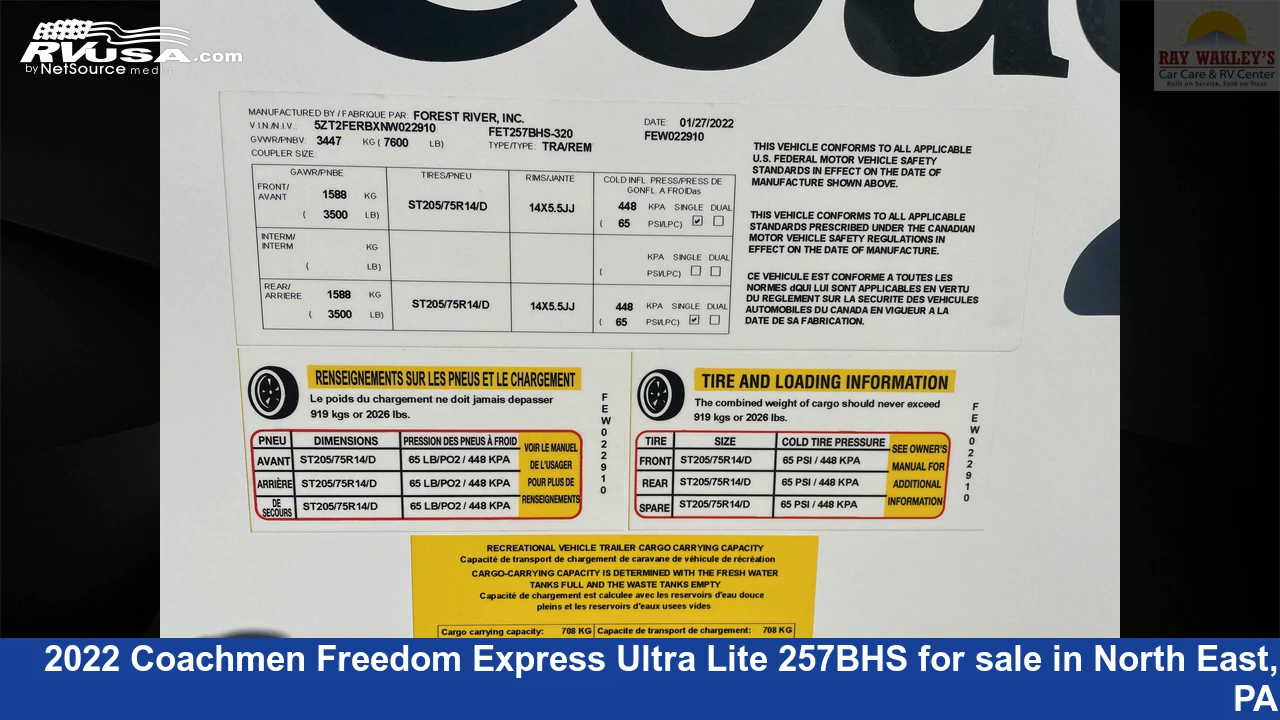 RVUSA.com
by NetSource media
RAY WAKLEY'S
Car Care & RV Center
Built on Service, Sold on Trust
Coa
MANUFACTURED BY / FABRIQUE PAR: FOREST RIVER, INC.
V.I.N./N.I.V.: 5ZT2FERBXNW022910
FET257BHS-320
DATE: 01/27/2022
FEW022910
GVWR/PNBV: 3447 KG ( 7600 LB)
TYPE/TYPE: TRA/REM
COUPLER SIZE:
GAWR/PNBE TIRES/PNEU RIMS/JANTE COLD INFL. PRESS/PRESS DE
GONFL. A FROIDas
FRONT/
AVANT 1588 KG ST205/75R14/D 14X5.5JJ 448 KPA SINGLE DUAL
( 3500 LB) ( 65 PSI/LPC) ☑ ☐
INTERM/
INTERM KG KPA SINGLE DUAL
( LB) ( PSI/LPC) ☐ ☐
REAR/
ARRIERE 1588 KG ST205/75R14/D 14X5.5JJ 448 KPA SINGLE DUAL
( 3500 LB) ( 65 PSI/LPC) ☑ ☐
THIS VEHICLE CONFORMS TO ALL APPLICABLE
U.S. FEDERAL MOTOR VEHICLE SAFETY
STANDARDS IN EFFECT ON THE DATE OF
MANUFACTURE SHOWN ABOVE.
THIS VEHICLE CONFORMS TO ALL APPLICABLE
STANDARDS PRESCRIBED UNDER THE CANADIAN
MOTOR VEHICLE SAFETY REGULATIONS IN
EFFECT ON THE DATE OF MANUFACTURE.
CE VEHICULE EST CONFORME A TOUTES LES
NORMES dQUI LUI SONT APPLICABLES EN VERTU
DU REGLEMENT SUR LA SECURITE DES VEHICULES
AUTOMOBILES DU CANADA EN VIGUEUR A LA
DATE DE SA FABRICATION.
RENSEIGNEMENTS SUR LES PNEUS ET LE CHARGEMENT
Le poids du chargement ne doit jamais depasser
919 kgs or 2026 lbs.
PNEU DIMENSIONS PRESSION DES PNEUS À FROID
AVANT ST205/75R14/D 65 LB/PO2 / 448 KPA
ARRIÈRE ST205/75R14/D 65 LB/PO2 / 448 KPA
DE
SECOURS ST205/75R14/D 65 LB/PO2 / 448 KPA
VOIR LE MANUEL
DE L'USAGER
POUR PLUS DE
RENSEIGNEMENTS
FEW022910
TIRE AND LOADING INFORMATION
The combined weight of cargo should never exceed
919 kgs or 2026 lbs.
TIRE SIZE COLD TIRE PRESSURE
FRONT ST205/75R14/D 65 PSI / 448 KPA
REAR ST205/75R14/D 65 PSI / 448 KPA
SPARE ST205/75R14/D 65 PSI / 448 KPA
SEE OWNER'S
MANUAL FOR
ADDITIONAL
INFORMATION
FEW022910
RECREATIONAL VEHICLE TRAILER CARGO CARRYING CAPACITY
Capacité de transport de chargement de caravane de véhicule de récréation
CARGO-CARRYING CAPACITY IS DETERMINED WITH THE FRESH WATER
TANKS FULL AND THE WASTE TANKS EMPTY
Capacité de chargement est calculee avec les reservoirs d'eau douce
pleins et les reservoirs d'eaux usees vides
Cargo carrying capacity: 708 KG Capacite de transport de chargement: 708 KG
2022 Coachmen Freedom Express Ultra Lite 257BHS for sale in North East,
PA